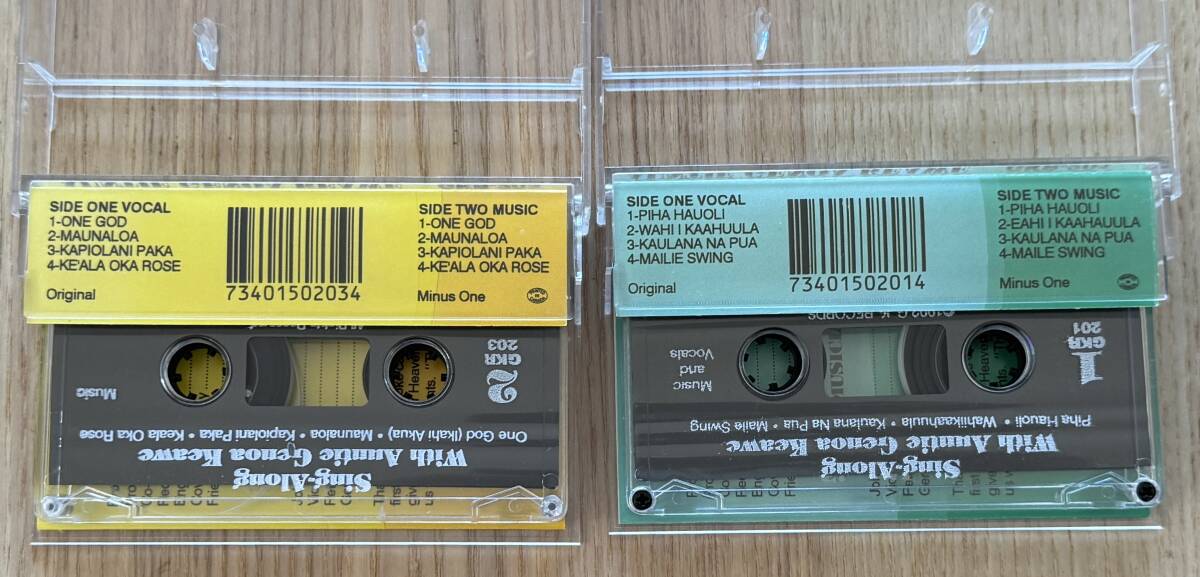 SIDE ONE VOCAL
1-ONE GOD
2-MAUNALOA
3-KAPIOLANI PAKA
4-KE'ALA OKA ROSE
Original
73401502034
SIDE TWO MUSIC
1-ONE GOD
2-MAUNALOA
3-KAPIOLANI PAKA
4-KE'ALA OKA ROSE
Minus One
Sing-Along
With Auntie Genoa Keawe
One God (Ikahi Akua) • Maunaloa • Kapiolani Paka • Keala Oka Rose
Music
2
GKR
203
SIDE ONE VOCAL
1-PIHA HAUOLI
2-WAHI I KAAHUULA
3-KAULANA NA PUA
4-MAILIE SWING
Original
73401502014
SIDE TWO MUSIC
1-PIHA HAUOLI
2-EAHI I KAAHAUULA
3-KAULANA NA PUA
4-MAILE SWING
Minus One
Sing-Along
With Auntie Genoa Keawe
Piha Hauoli • Wahiikaahuula • Kaulana Na Pua • Maile Swing
Music
and
Vocals
1
GKR
201
©1992 G.K. RECORDS